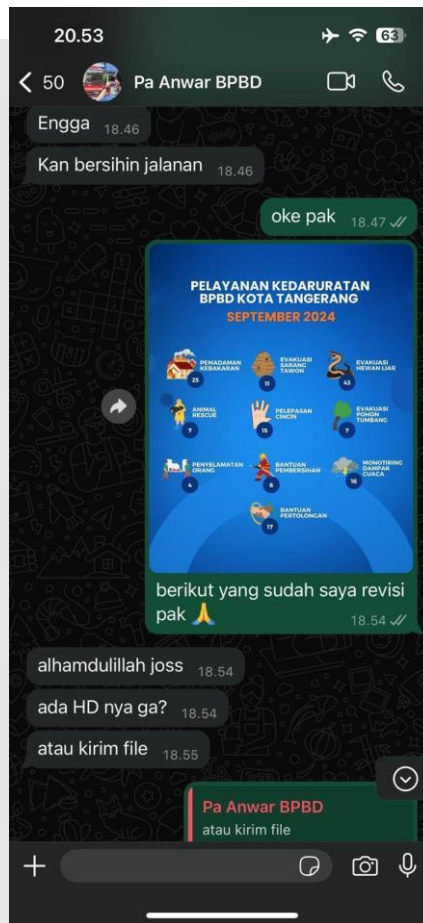 20.53
63
50
Pa Anwar BPBD
Engga 18.46
Kan bersihin jalanan 18.46
oke pak 18.47
PELAYANAN KEDARURATAN
BPBD KOTA TANGERANG
SEPTEMBER 2024
PEMADAMAN
KEBAKARAN
25
EVAKUASI
SARANG
TAWON
11
EVAKUASI
HEWAN LIAR
43
ANIMAL
RESCUE
7
PELEPASAN
CINCIN
15
EVAKUASI
POHON
TUMBANG
7
PENYELAMATAN
ORANG
4
BANTUAN
PEMBERSIHAN
6
MONOTIRING
DAMPAK
CUACA
16
BANTUAN
PERTOLONGAN
17
berikut yang sudah saya revisi
pak 🙏
18.54
alhamdulillah joss 18.54
ada HD nya ga? 18.54
atau kirim file 18.55
Pa Anwar BPBD
atau kirim file